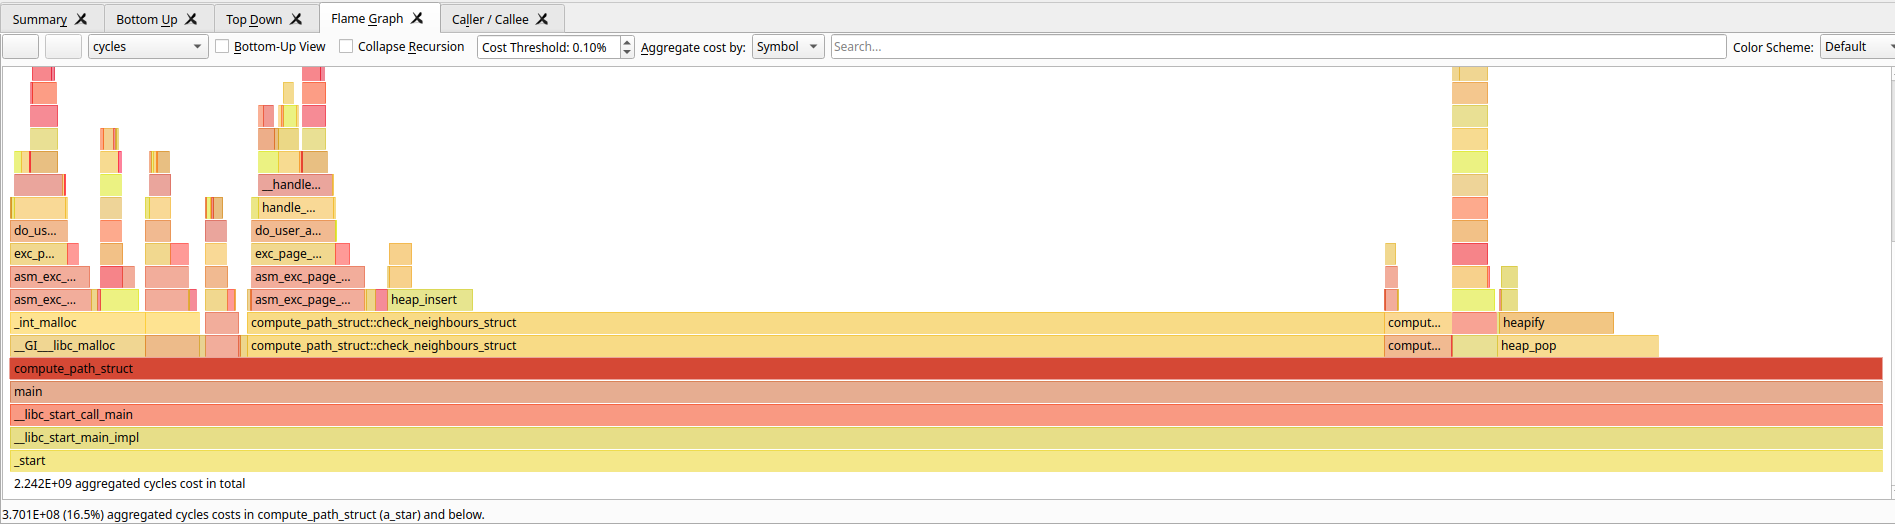 Summary Bottom Up Top Down Flame Graph Caller / Callee
cycles Bottom-Up View Collapse Recursion Cost Threshold: 0.10% Aggregate cost by: Symbol Search... Color Scheme: Default
__handle...
handle_...
do_us... do_user_a...
exc_p... exc_page_...
asm_exc_... asm_exc_page_...
asm_exc_... asm_exc_page_... heap_insert
_int_malloc compute_path_struct::check_neighbours_struct comput... heapify
__GI___libc_malloc compute_path_struct::check_neighbours_struct comput... heap_pop
compute_path_struct
main
__libc_start_call_main
__libc_start_main_impl
_start
2.242E+09 aggregated cycles cost in total
3.701E+08 (16.5%) aggregated cycles costs in compute_path_struct (a_star) and below.